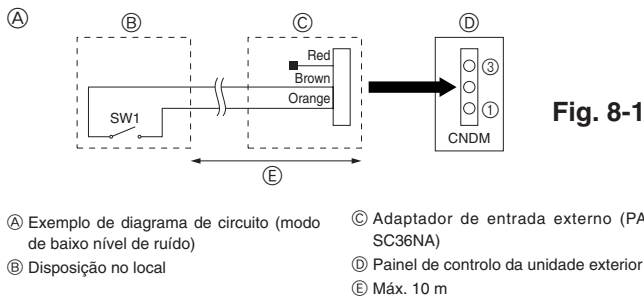 Ⓐ
Ⓑ
Ⓒ
Ⓓ
Red
Brown
Orange
SW1
③
①
CNDM
Ⓔ
Fig. 8-1
Ⓐ Exemplo de diagrama de circuito (modo
de baixo nível de ruído)
Ⓑ Disposição no local
Ⓒ Adaptador de entrada externo (PA
SC36NA)
Ⓓ Painel de controlo da unidade exterior
Ⓔ Máx. 10 m